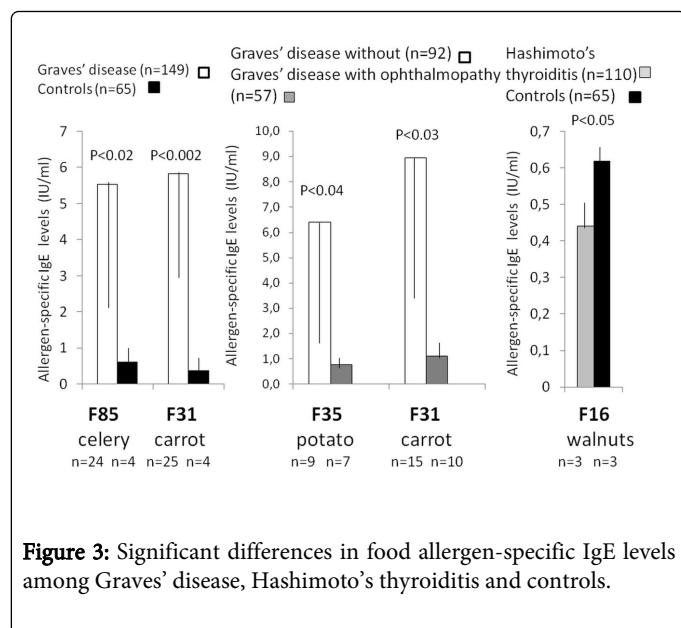 Graves’ disease (n=149)
Controls (n=65)
Allergen-specific IgE levels (IU/ml)
6
5
4
3
2
1
0
P<0.02
P<0.002
F85
F31
celery
carrot
n=24 n=4
n=25 n=4
Graves’ disease without (n=92)
Graves’ disease with ophthalmopathy
(n=57)
Allergen-specific IgE levels (IU/ml)
10,0
9,0
8,0
7,0
6,0
5,0
4,0
3,0
2,0
1,0
0,0
P<0.04
P<0.03
F35
F31
potato
carrot
n=9 n=7
n=15 n=10
Hashimoto’s
thyroiditis (n=110)
Controls (n=65)
Allergen-specific IgE levels (IU/ml)
0,7
0,6
0,5
0,4
0,3
0,2
0,1
0
P<0.05
F16
walnuts
n=3 n=3
Figure 3: Significant differences in food allergen-specific IgE levels
among Graves’ disease, Hashimoto’s thyroiditis and controls.